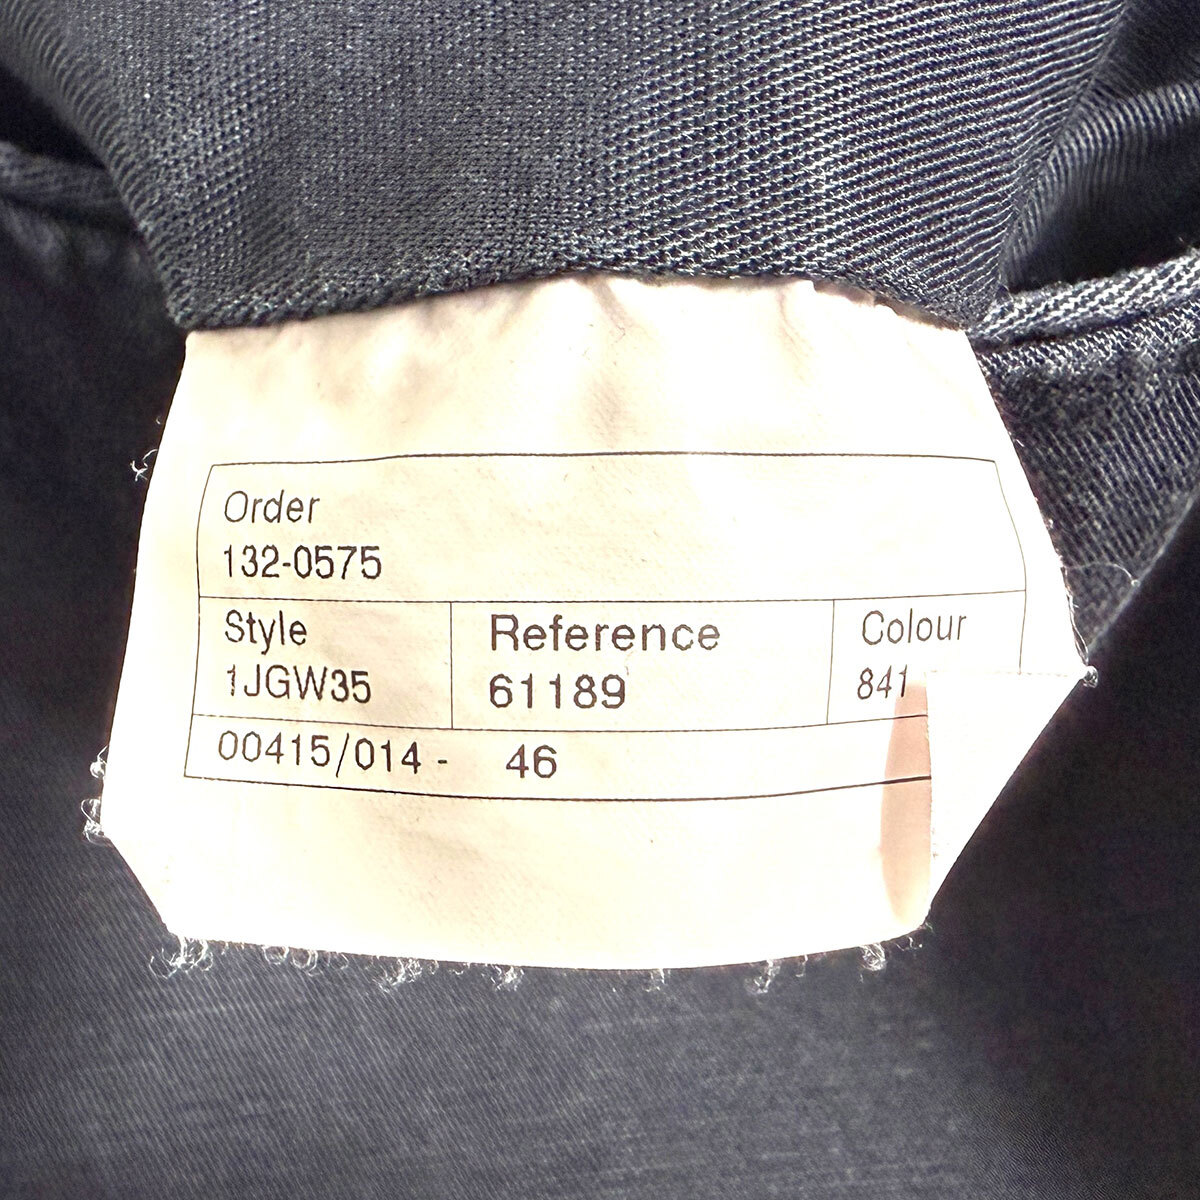 Order
132-0575
Style Reference Colour
1JGW35 61189 841
00415/014 - 46